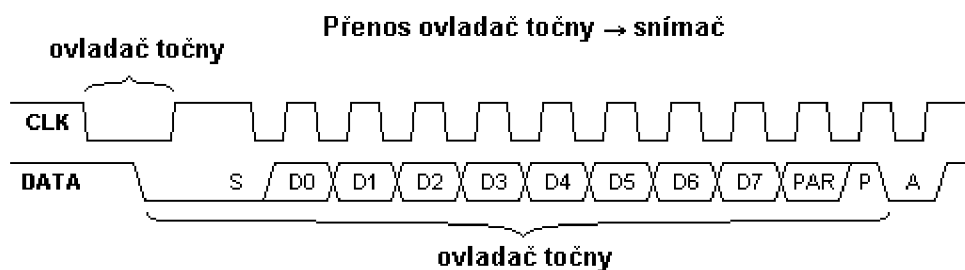 Přenos ovladač točny → snímač
ovladač točny
CLK
DATA S D0 D1 D2 D3 D4 D5 D6 D7 PAR P A
ovladač točny